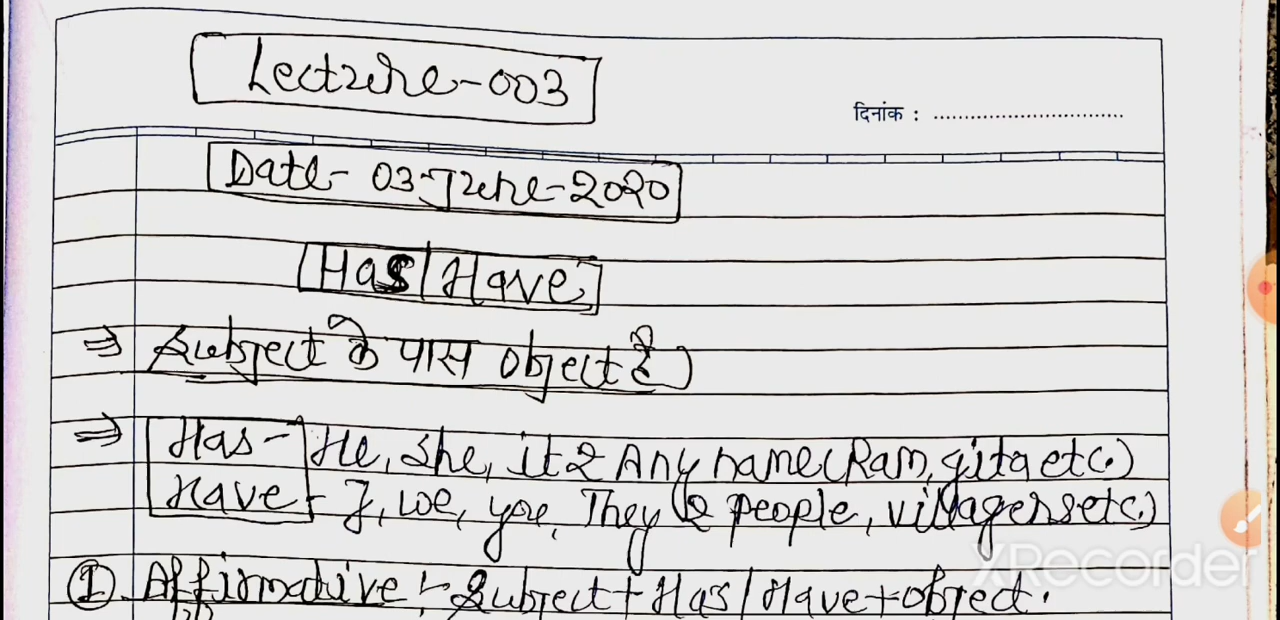 Lecture-003
दिनांक : ................................
Date- 03-June-2020
Has/Have
⇒ Subject के पास object है)
⇒ Has- He, She, it & Any name(Ram, gita etc.)
Have - I, we, you, They & people, villagers etc.)
① Affirmative :- Subject + Has/Have + object.
XRecorder